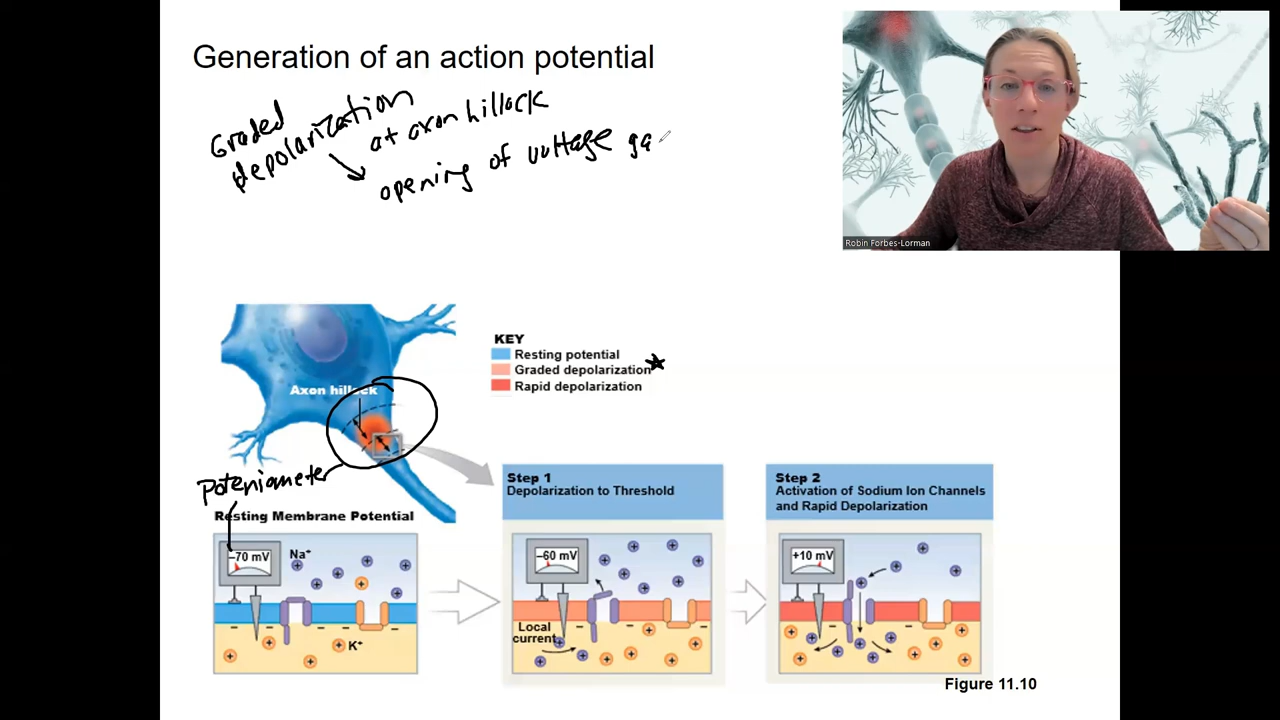 Generation of an action potential
Graded
depolarization
at axon hillock
opening of voltage ga
Robin Forbes-Lorman
KEY
Resting potential
Graded depolarization
Rapid depolarization
Axon hillock
Poteniameter
Resting Membrane Potential
Step 1
Depolarization to Threshold
Step 2
Activation of Sodium Ion Channels
and Rapid Depolarization
–70 mV
Na+
K+
–60 mV
Local
current
+10 mV
Figure 11.10